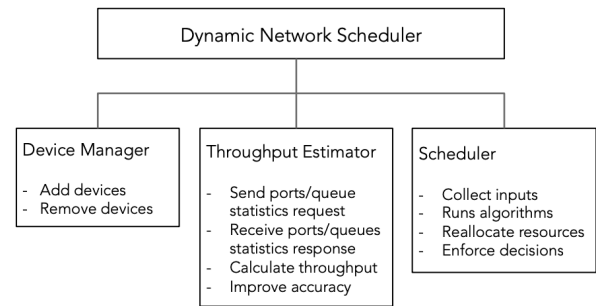 Dynamic Network Scheduler
Device Manager
- Add devices
- Remove devices
Throughput Estimator
- Send ports/queue
statistics request
- Receive ports/queues
statistics response
- Calculate throughput
- Improve accuracy
Scheduler
- Collect inputs
- Runs algorithms
- Reallocate resources
- Enforce decisions